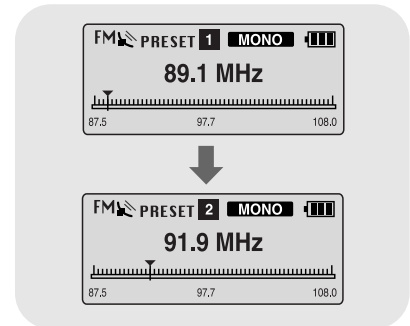 FM PRESET 1 MONO
89.1 MHz
87.5 97.7 108.0
FM PRESET 2 MONO
91.9 MHz
87.5 97.7 108.0